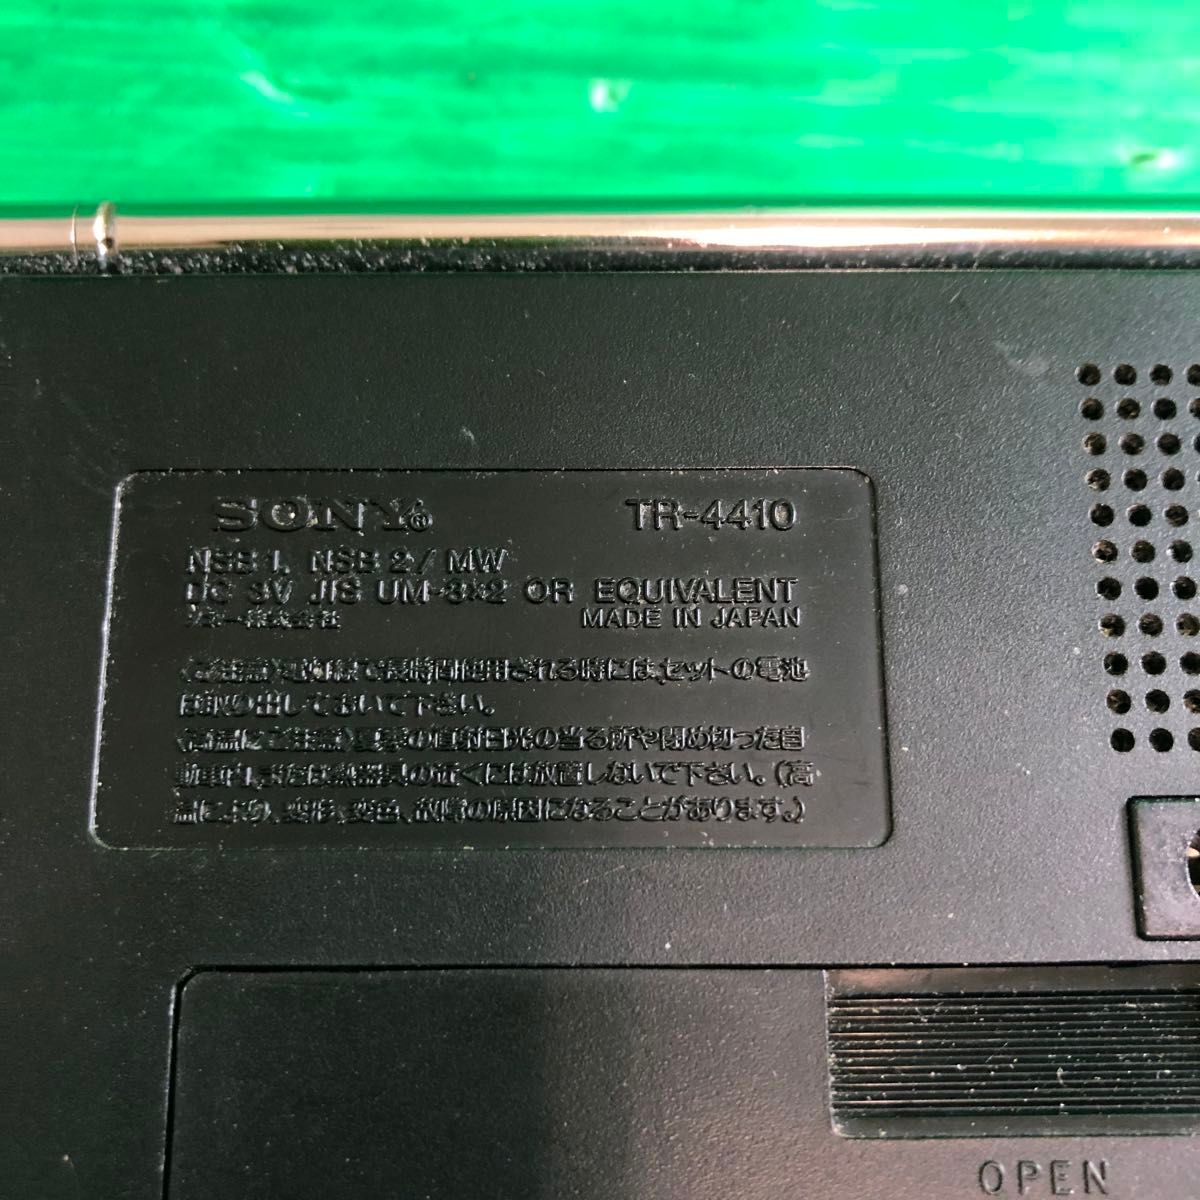 SONY® TR-4410
NSB 1, NSB 2 / MW
DC 3V JIS UM-3×2 OR EQUIVALENT
ソニー株式会社 MADE IN JAPAN
〈ご注意〉電灯線で長時間使用される時には、セットの電池
は取り出しておいて下さい。
〈高温にご注意〉夏季の直射日光の当る所や閉め切った自
動車内、または熱器具の近くには放置しないで下さい。(高
温により、変形、変色、故障の原因になることがあります。)
OPEN